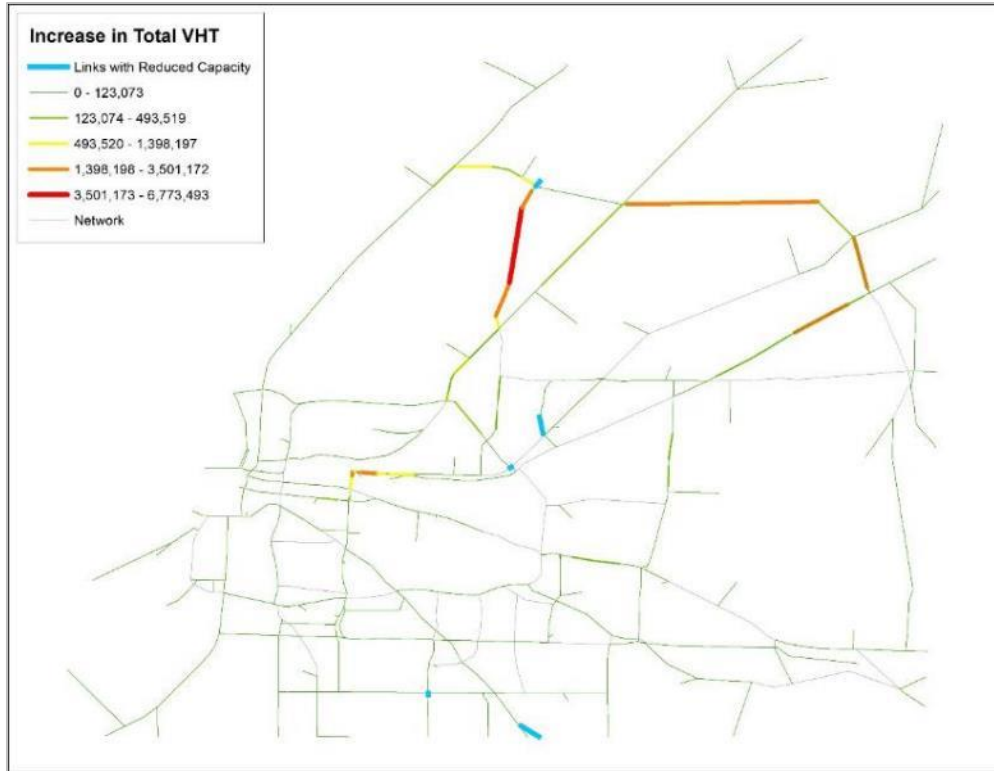 Increase in Total VHT
Links with Reduced Capacity
0 - 123,073
123,074 - 493,519
493,520 - 1,398,197
1,398,198 - 3,501,172
3,501,173 - 6,773,493
Network